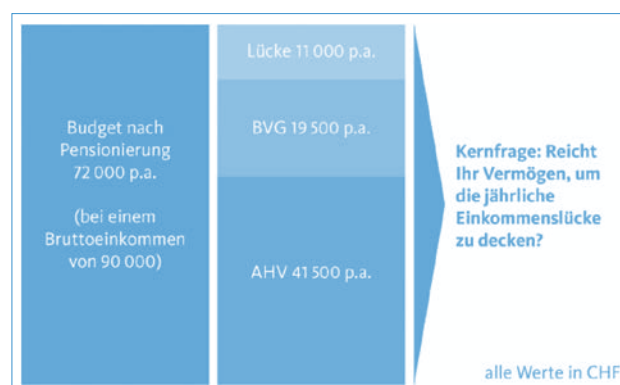 Budget nach
Pensionierung
72 000 p.a.
(bei einem
Bruttoeinkommen
von 90 000)
Lücke 11 000 p.a.
BVG 19 500 p.a.
AHV 41 500 p.a.
Kernfrage: Reicht
Ihr Vermögen, um
die jährliche
Einkommenslücke
zu decken?
alle Werte in CHF